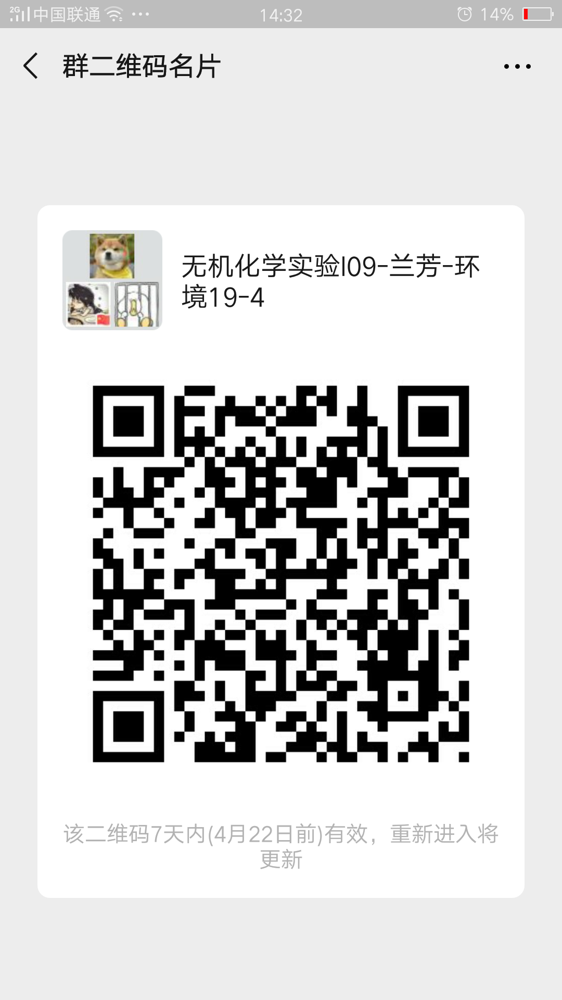 2G 中国联通 14:32 14%
群二维码名片
无机化学实验I09-兰芳-环
境19-4
该二维码7天内(4月22日前)有效，重新进入将
更新